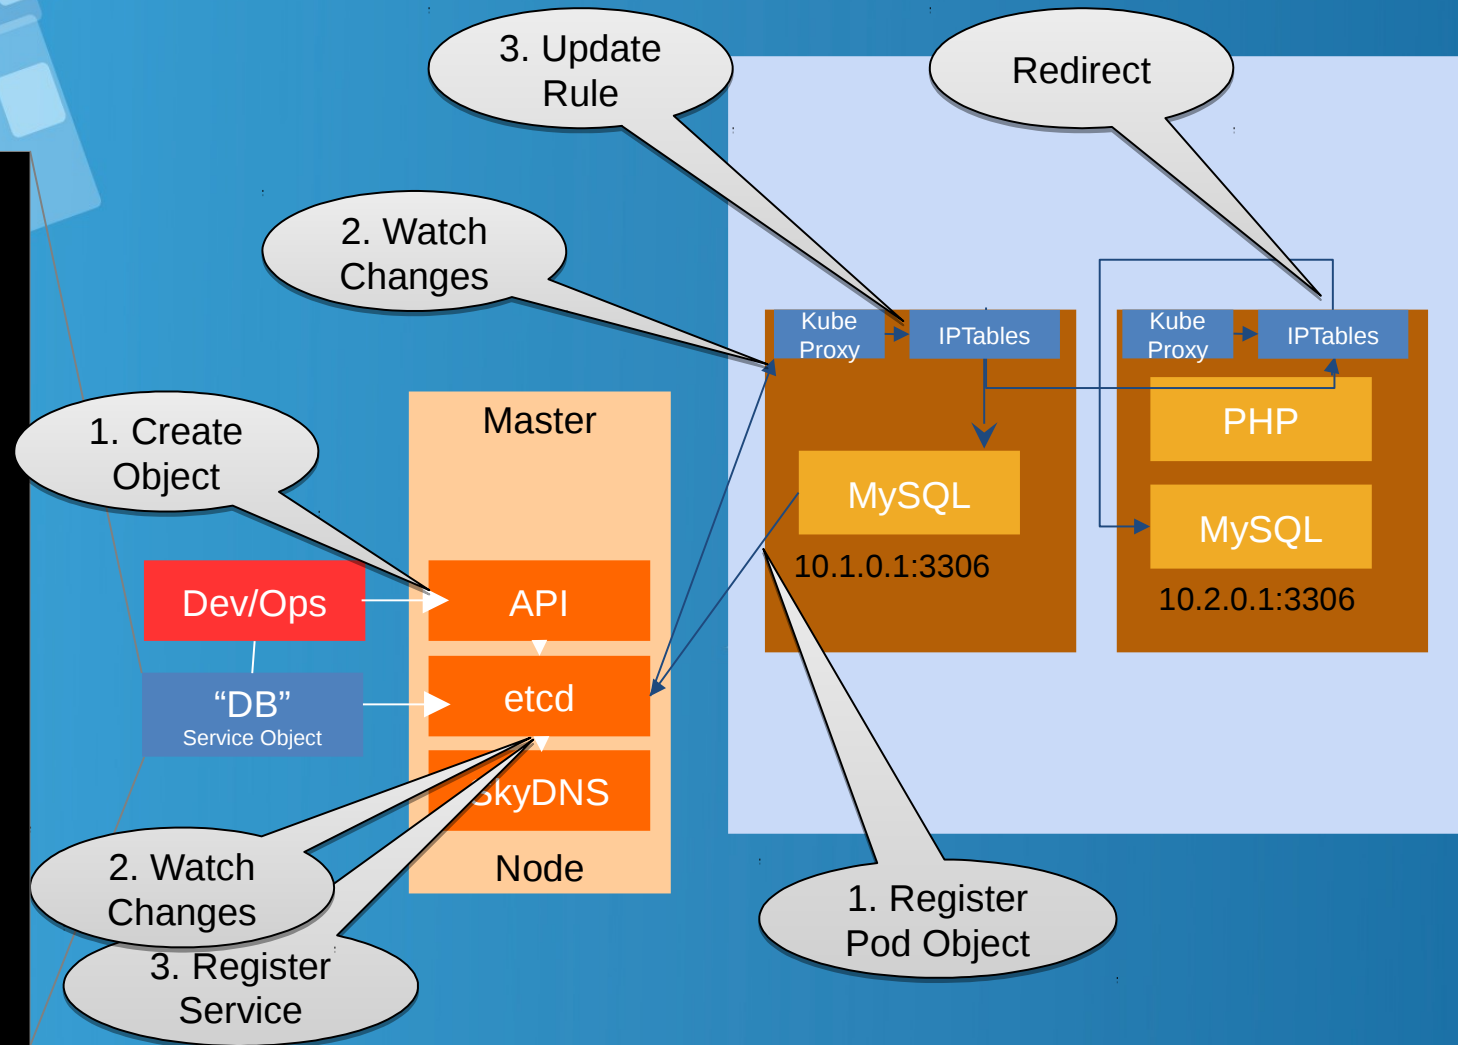 3. Update
Rule
Redirect
2. Watch
Changes
Kube
Proxy
IPTables
Kube
Proxy
IPTables
1. Create
Object
Master
PHP
MySQL
10.1.0.1:3306
MySQL
10.2.0.1:3306
Dev/Ops
API
“DB”
Service Object
etcd
SkyDNS
Node
2. Watch
Changes
3. Register
Service
1. Register
Pod Object